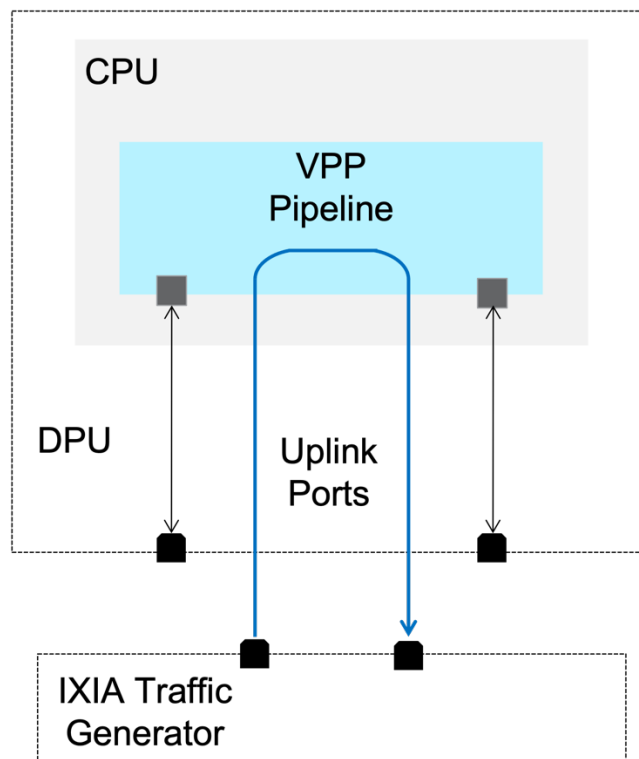 CPU
VPP
Pipeline
DPU
Uplink
Ports
IXIA Traffic
Generator